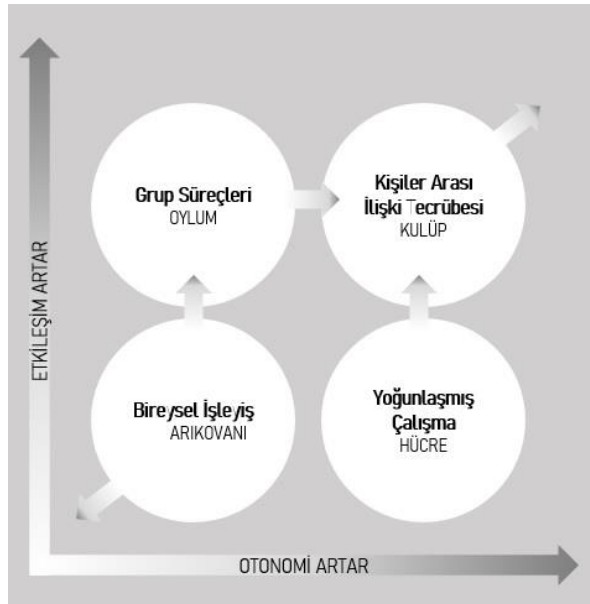 ETKİLEŞİM ARTAR
Grup Süreçleri
OYLUM
Kişiler Arası
İlişki Tecrübesi
KULÜP
Bireysel İşleyiş
ARIKOVANI
Yoğunlaşmış
Çalışma
HÜCRE
OTONOMİ ARTAR